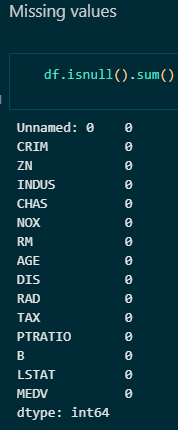 Missing values
df.isnull().sum()
Unnamed: 0    0
CRIM          0
ZN            0
INDUS         0
CHAS          0
NOX           0
RM            0
AGE           0
DIS           0
RAD           0
TAX           0
PTRATIO       0
B             0
LSTAT         0
MEDV          0
dtype: int64